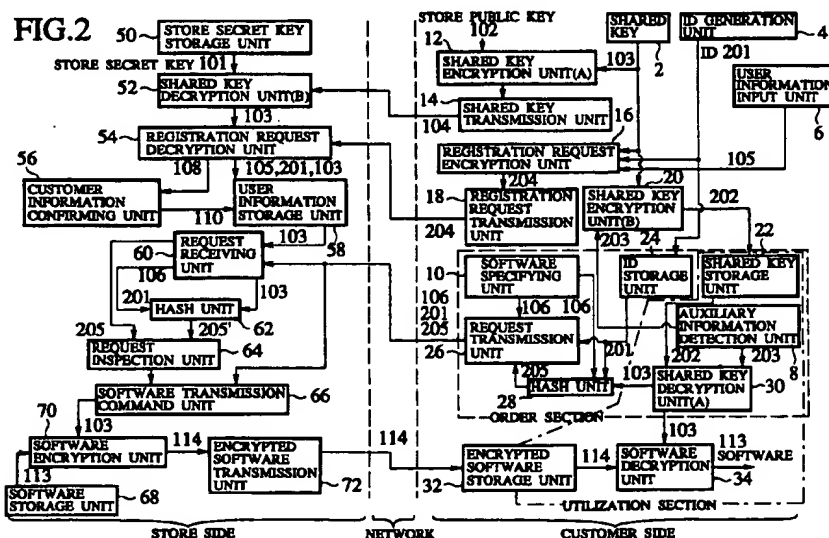 FIG.2
50
STORE SECRET KEY
STORAGE UNIT
STORE SECRET KEY 101
52
SHARED KEY
DECRYPTION UNIT(B)
103
54
REGISTRATION REQUEST
DECRYPTION UNIT
108
105,201,103
56
CUSTOMER
INFORMATION
CONFIRMING UNIT
110
USER
INFORMATION
STORAGE UNIT
58
103
60
REQUEST
RECEIVING
UNIT
106
201
103
HASH UNIT
62
205
205'
REQUEST
INSPECTION UNIT
64
SOFTWARE TRANSMISSION
COMMAND UNIT
66
70
103
SOFTWARE
ENCRYPTION UNIT
114
ENCRYPTED
SOFTWARE
TRANSMISSION
UNIT
72
114
113
SOFTWARE
STORAGE UNIT
68
STORE SIDE
NETWORK
CUSTOMER SIDE
STORE PUBLIC KEY
102
12
SHARED KEY
ENCRYPTION UNIT(A)
103
SHARED
KEY
2
ID GENERATION
UNIT
4
ID 201
USER
INFORMATION
INPUT UNIT
6
14
SHARED KEY
TRANSMISSION UNIT
104
16
REGISTRATION REQUEST
ENCRYPTION UNIT
105
204
18
REGISTRATION
REQUEST
TRANSMISSION
UNIT
204
20
SHARED KEY
ENCRYPTION
UNIT(B)
202
203
24
22
10
SOFTWARE
SPECIFYING
UNIT
ID
STORAGE
UNIT
SHARED KEY
STORAGE
UNIT
106
201
205
106
106
REQUEST
TRANSMISSION
UNIT
26
201
AUXILIARY
INFORMATION
DETECTION UNIT
8
202
203
205
HASH UNIT
28
103
SHARED KEY
DECRYPTION
UNIT(A)
30
ORDER SECTION
103
ENCRYPTED
SOFTWARE
STORAGE UNIT
32
114
SOFTWARE
DECRYPTION
UNIT
34
113
SOFTWARE
UTILIZATION SECTION